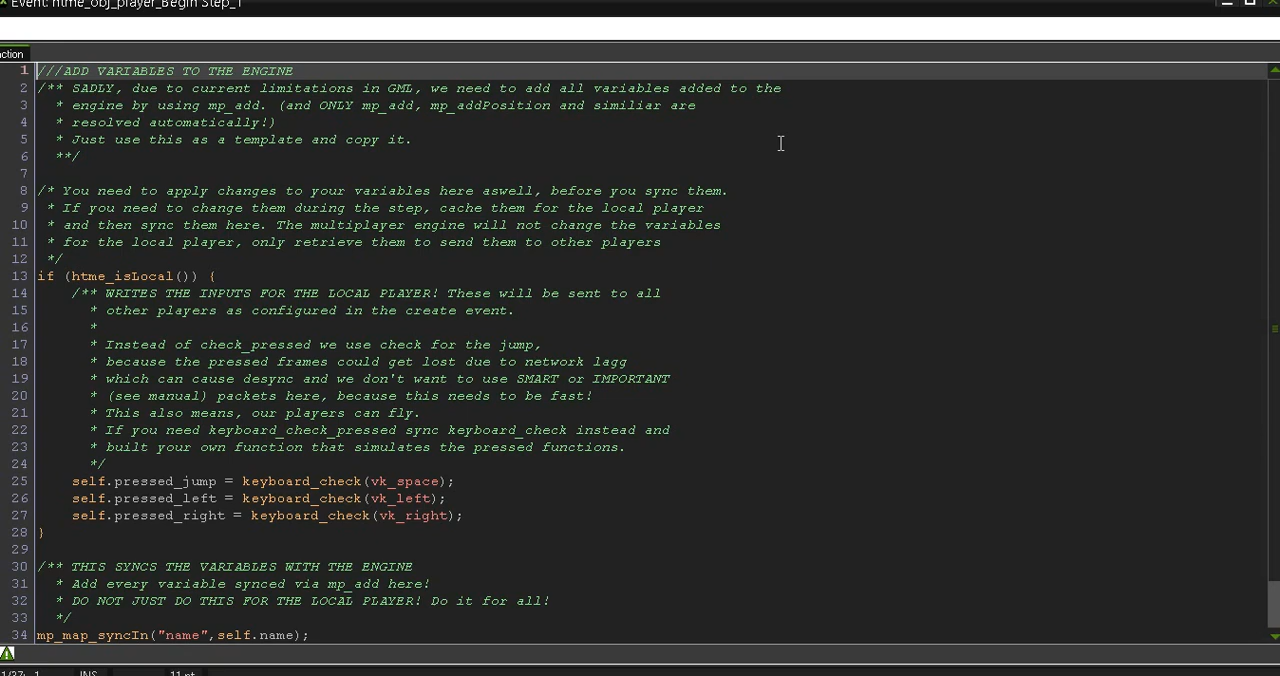 Event: htme_obj_player_Begin Step_1
ction
1 ///ADD VARIABLES TO THE ENGINE
2 /** SADLY, due to current limitations in GML, we need to add all variables added to the
3 * engine by using mp_add. (and ONLY mp_add, mp_addPosition and similiar are
4 * resolved automatically!)
5 * Just use this as a template and copy it.
6 **/
7
8 /* You need to apply changes to your variables here aswell, before you sync them.
9 * If you need to change them during the step, cache them for the local player
10 * and then sync them here. The multiplayer engine will not change the variables
11 * for the local player, only retrieve them to send them to other players
12 */
13 if (htme_isLocal()) {
14 /** WRITES THE INPUTS FOR THE LOCAL PLAYER! These will be sent to all
15 * other players as configured in the create event.
16 *
17 * Instead of check_pressed we use check for the jump,
18 * because the pressed frames could get lost due to network lagg
19 * which can cause desync and we don't want to use SMART or IMPORTANT
20 * (see manual) packets here, because this needs to be fast!
21 * This also means, our players can fly.
22 * If you need keyboard_check_pressed sync keyboard_check instead and
23 * built your own function that simulates the pressed functions.
24 */
25 self.pressed_jump = keyboard_check(vk_space);
26 self.pressed_left = keyboard_check(vk_left);
27 self.pressed_right = keyboard_check(vk_right);
28 }
29
30 /** THIS SYNCS THE VARIABLES WITH THE ENGINE
31 * Add every variable synced via mp_add here!
32 * DO NOT JUST DO THIS FOR THE LOCAL PLAYER! Do it for all!
33 */
34 mp_map_syncIn("name",self.name);
1/37: 1 INS 11 pt